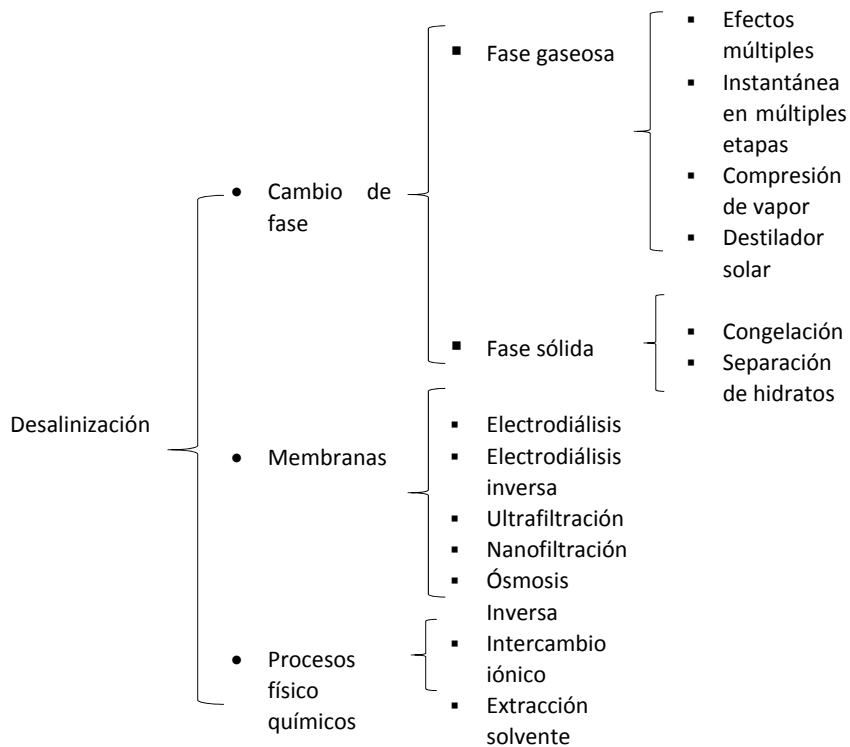 Desalinización
Cambio de
fase
Fase gaseosa
Efectos
múltiples
Instantánea
en múltiples
etapas
Compresión
de vapor
Destilador
solar
Fase sólida
Congelación
Separación
de hidratos
Membranas
Electrodiálisis
Electrodiálisis
inversa
Ultrafiltración
Nanofiltración
Ósmosis
Inversa
Procesos
físico
químicos
Intercambio
iónico
Extracción
solvente